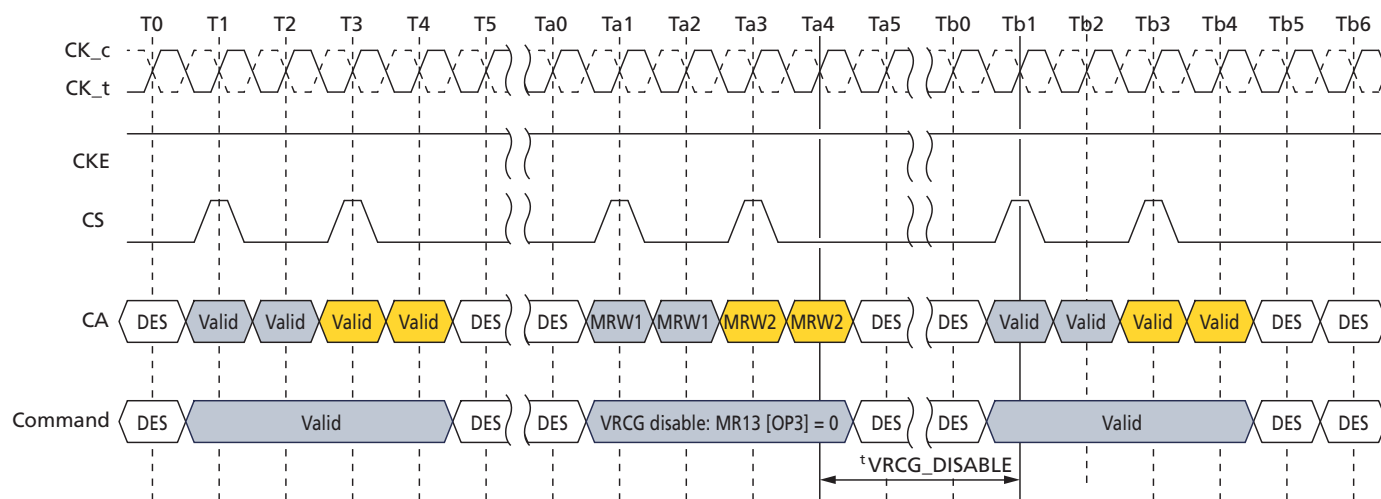 T0 T1 T2 T3 T4 T5 Ta0 Ta1 Ta2 Ta3 Ta4 Ta5 Tb0 Tb1 Tb2 Tb3 Tb4 Tb5 Tb6
CK_c
CK_t
CKE
CS
CA DES Valid Valid Valid Valid DES DES MRW1 MRW1 MRW2 MRW2 DES DES Valid Valid Valid Valid DES DES
Command DES Valid DES DES VRCG disable: MR13 [OP3] = 0 DES DES Valid DES DES
tVRCG_DISABLE